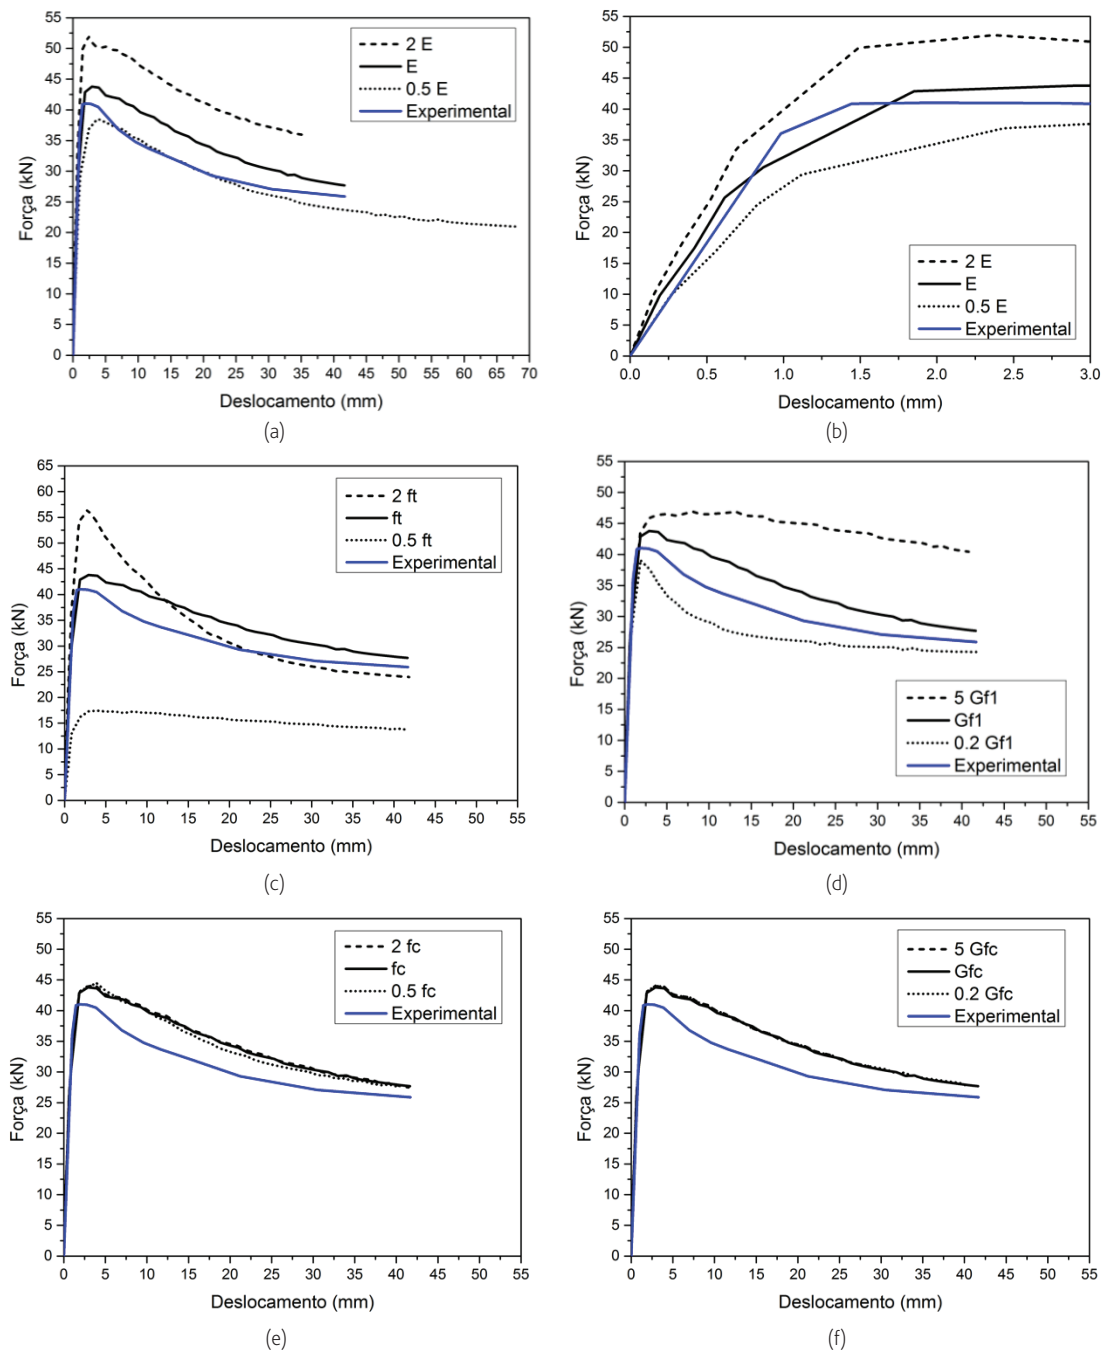 55
50
45
40
35
30
25
20
15
10
5
0
Força (kN)
2 E
E
0.5 E
Experimental
0 5 10 15 20 25 30 35 40 45 50 55 60 65 70
Deslocamento (mm)
(a)
55
50
45
40
35
30
25
20
15
10
5
0
Força (kN)
2 E
E
0.5 E
Experimental
0.0 0.5 1.0 1.5 2.0 2.5 3.0
Deslocamento (mm)
(b)
65
60
55
50
45
40
35
30
25
20
15
10
5
0
Força (kN)
2 ft
ft
0.5 ft
Experimental
0 5 10 15 20 25 30 35 40 45 50 55
Deslocamento (mm)
(c)
55
50
45
40
35
30
25
20
15
10
5
0
Força (kN)
5 Gf1
Gf1
0.2 Gf1
Experimental
0 5 10 15 20 25 30 35 40 45 50 55
Deslocamento (mm)
(d)
55
50
45
40
35
30
25
20
15
10
5
0
Força (kN)
2 fc
fc
0.5 fc
Experimental
0 5 10 15 20 25 30 35 40 45 50 55
Deslocamento (mm)
(e)
55
50
45
40
35
30
25
20
15
10
5
0
Força (kN)
5 Gfc
Gfc
0.2 Gfc
Experimental
0 5 10 15 20 25 30 35 40 45 50 55
Deslocamento (mm)
(f)